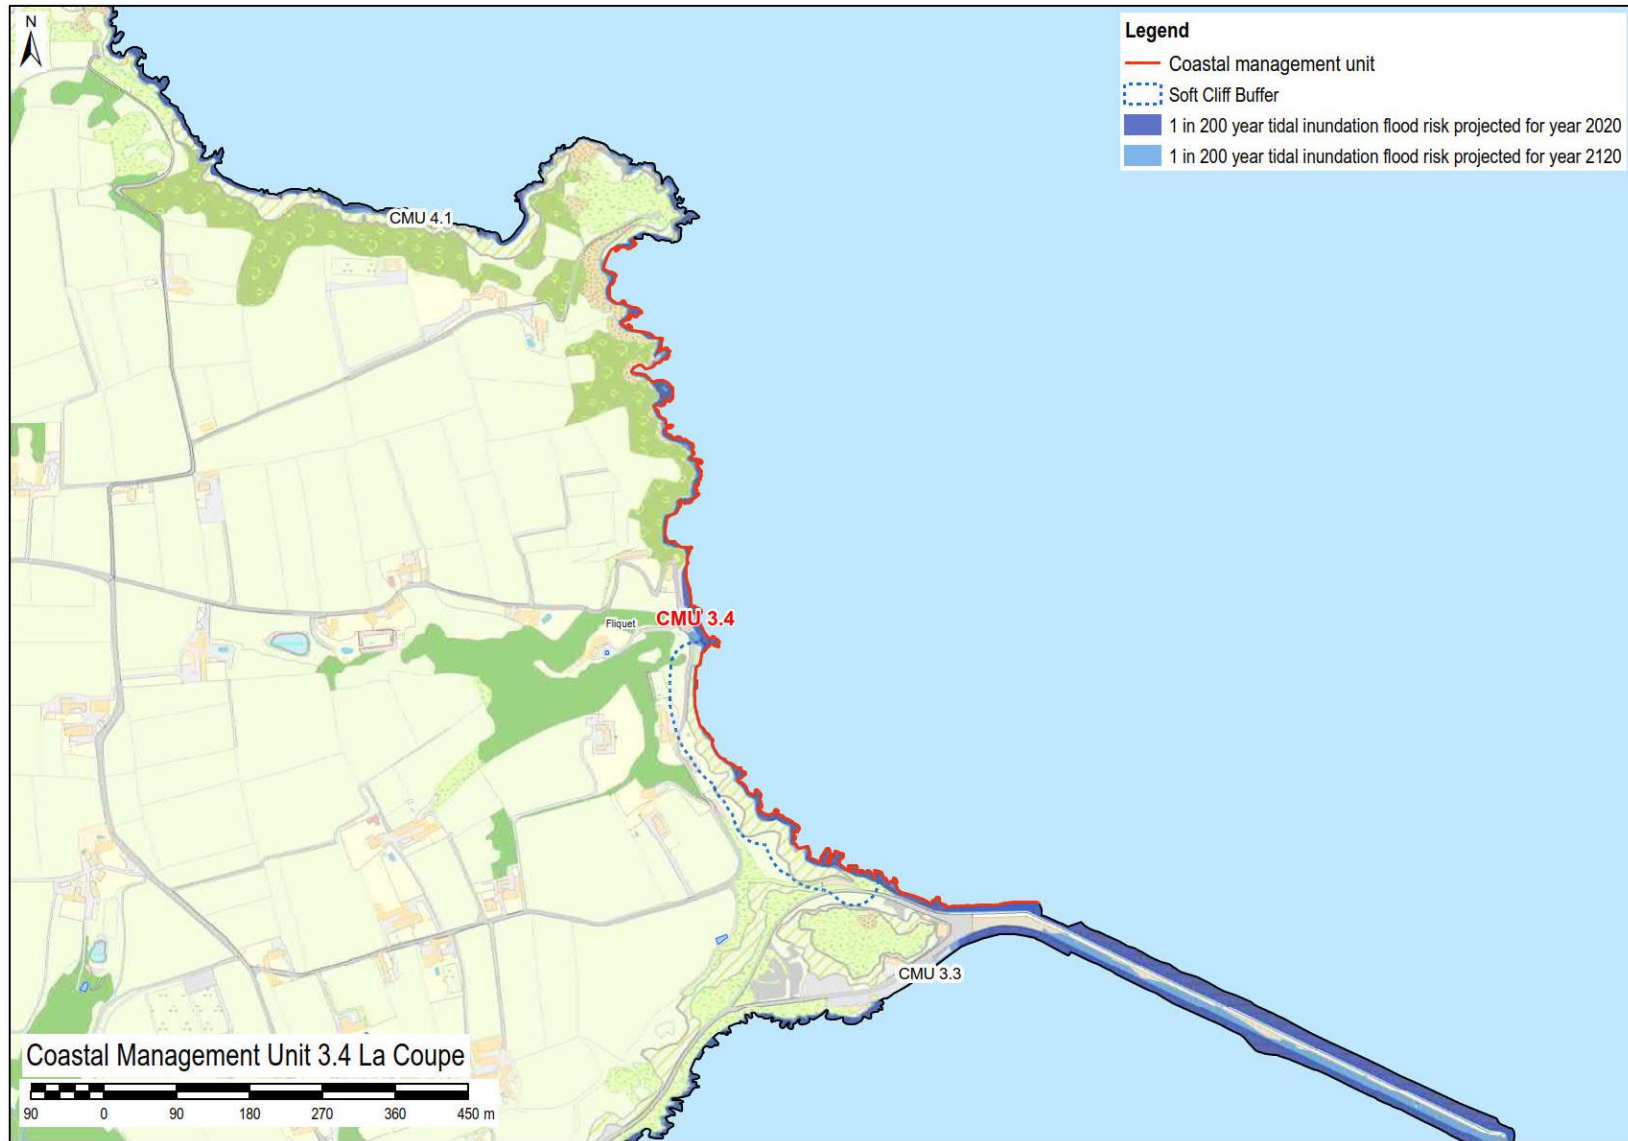 N
Legend
Coastal management unit
Soft Cliff Buffer
1 in 200 year tidal inundation flood risk projected for year 2020
1 in 200 year tidal inundation flood risk projected for year 2120
CMU 4.1
Fliquet
CMU 3.4
CMU 3.3
Coastal Management Unit 3.4 La Coupe
90 0 90 180 270 360 450 m